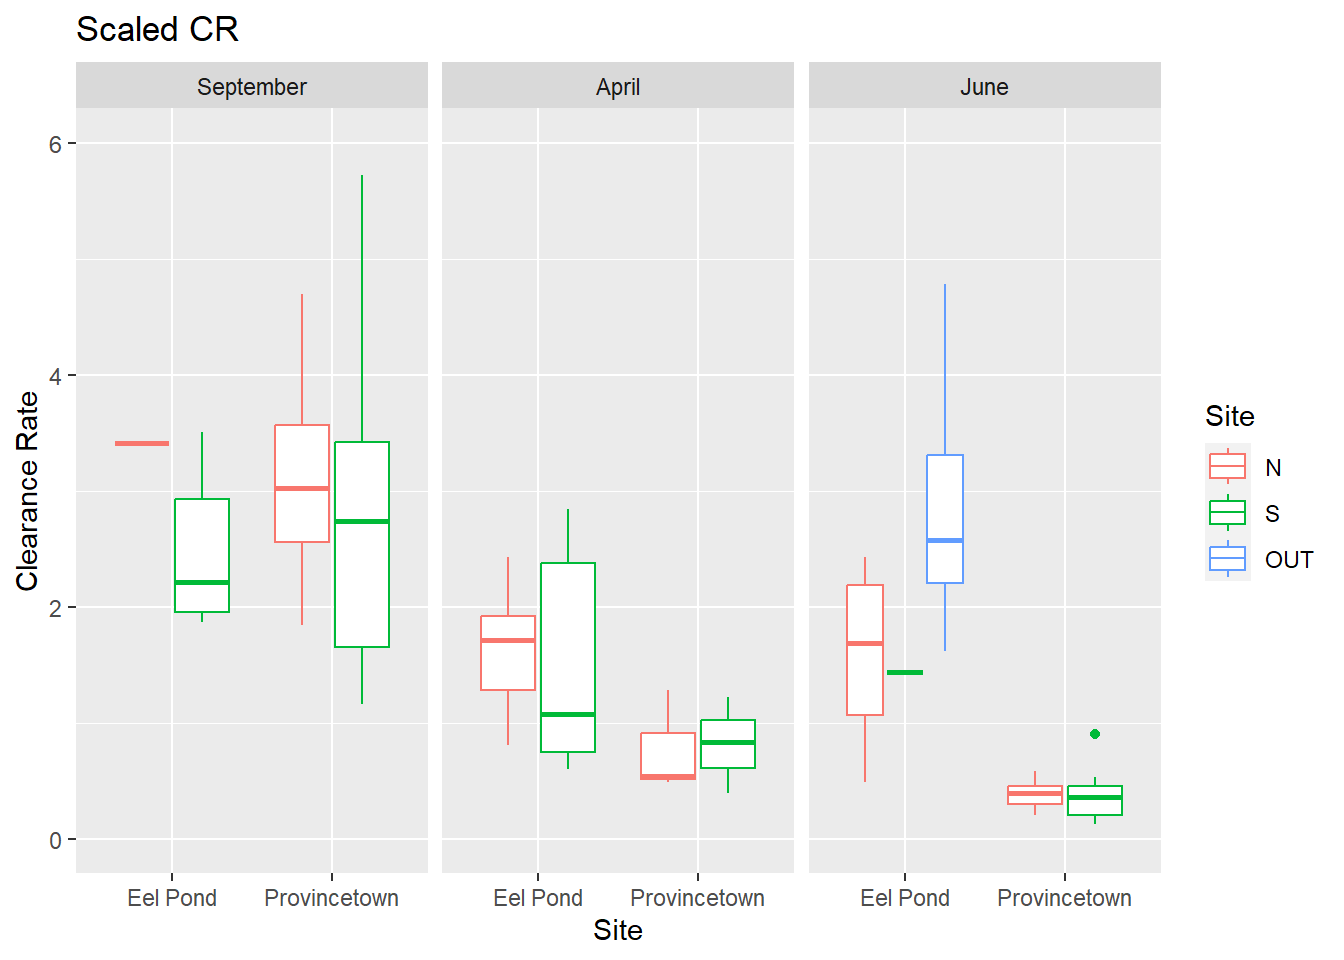 Scaled CR
September
April
June
6
4
2
0
Clearance Rate
Eel Pond
Provincetown
Eel Pond
Provincetown
Eel Pond
Provincetown
Site
Site
N
S
OUT